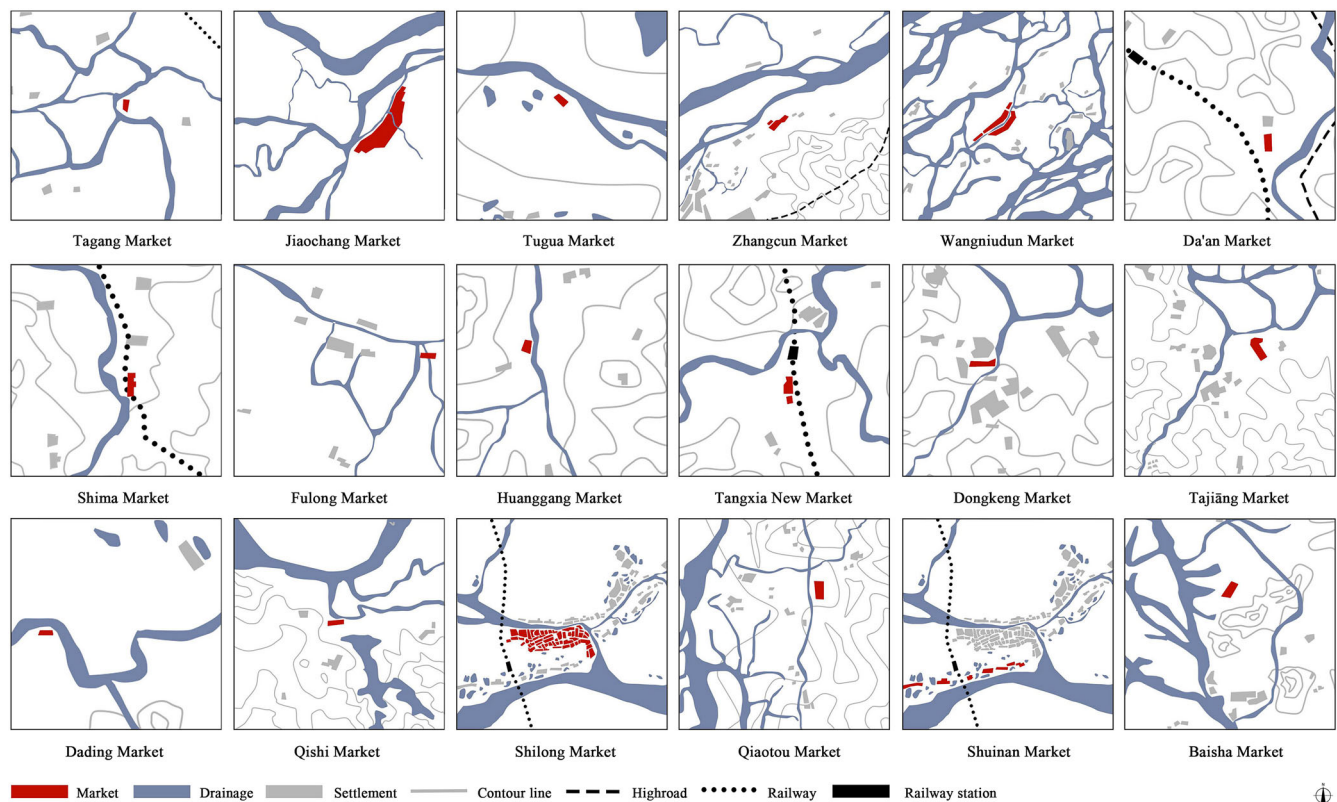 Tagang Market Jiaochang Market Tugua Market Zhangcun Market Wangniudun Market Da'an Market
Shima Market Fulong Market Huanggang Market Tangxia New Market Dongkeng Market Tajiāng Market
Dading Market Qishi Market Shilong Market Qiaotou Market Shuinan Market Baisha Market
Market Drainage Settlement Contour line Highroad Railway Railway station